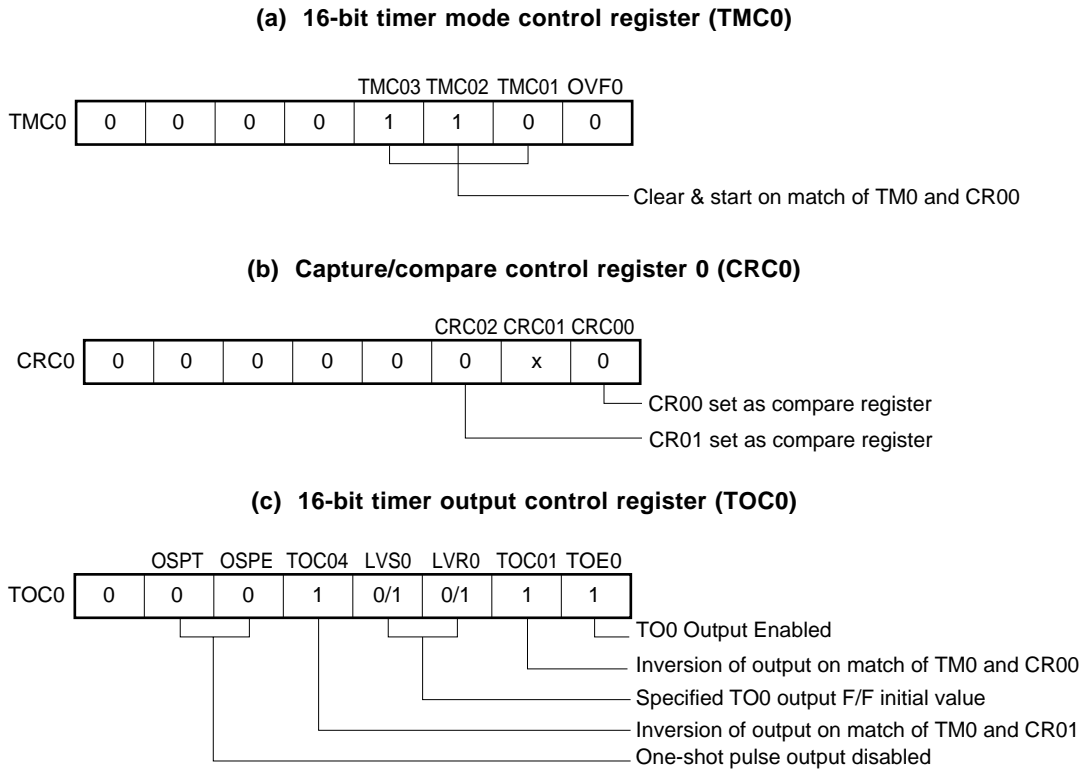 (a) 16-bit timer mode control register (TMC0)
TMC03 TMC02 TMC01 OVF0
TMC0 0 0 0 0 1 1 0 0
Clear & start on match of TM0 and CR00
(b) Capture/compare control register 0 (CRC0)
CRC02 CRC01 CRC00
CRC0 0 0 0 0 0 0 x 0
CR00 set as compare register
CR01 set as compare register
(c) 16-bit timer output control register (TOC0)
OSPT OSPE TOC04 LVS0 LVR0 TOC01 TOE0
TOC0 0 0 0 1 0/1 0/1 1 1
TO0 Output Enabled
Inversion of output on match of TM0 and CR00
Specified TO0 output F/F initial value
Inversion of output on match of TM0 and CR01
One-shot pulse output disabled